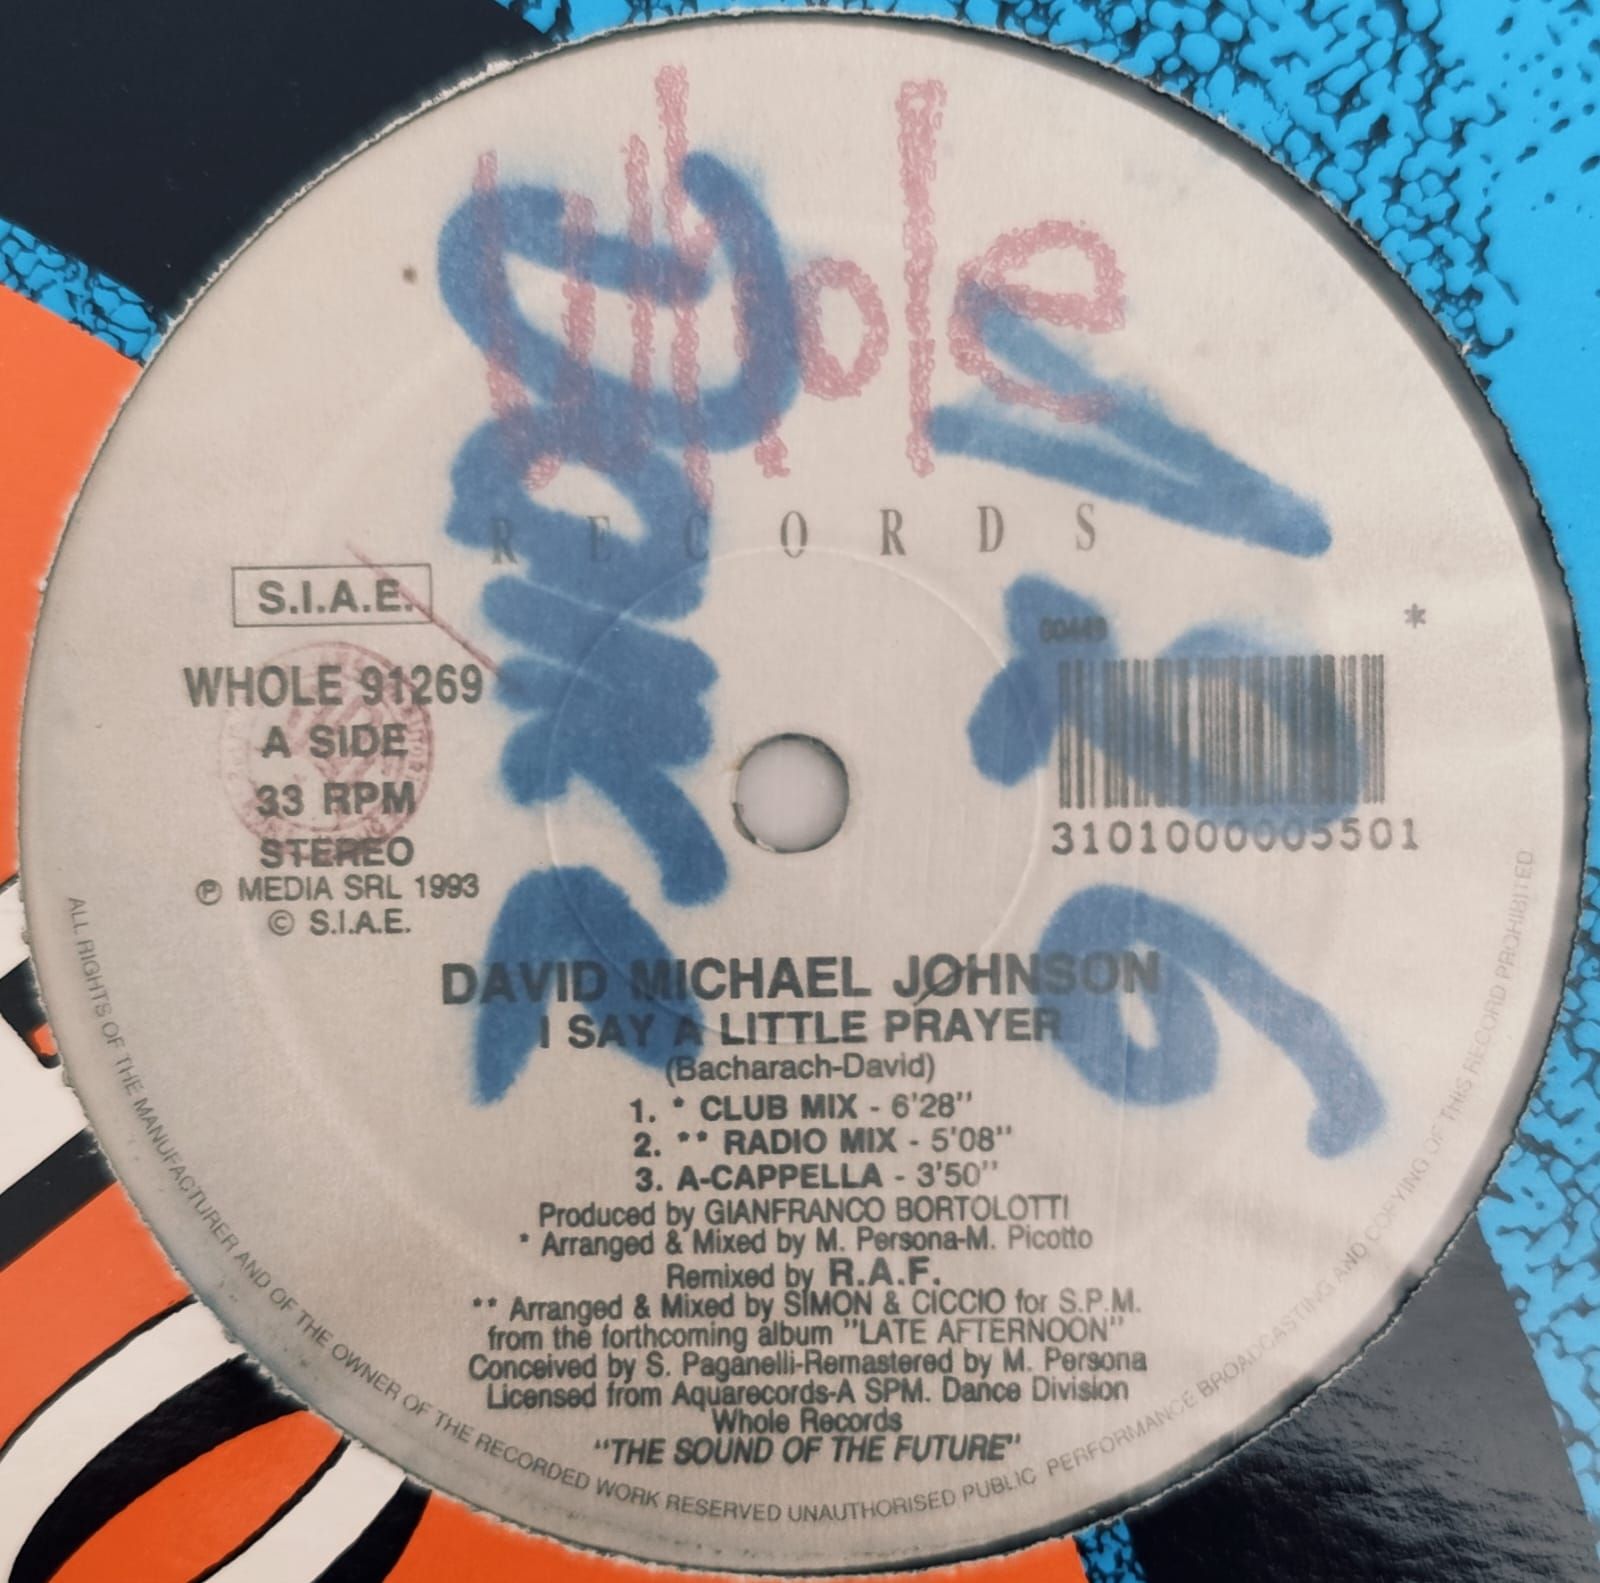 Whole
RECORDS
S.I.A.E.
WHOLE 91269
A SIDE
33 RPM
STEREO
℗ MEDIA SRL 1993
© S.I.A.E.
*
00449
3101000005501
DAVID MICHAEL JOHNSON
I SAY A LITTLE PRAYER
(Bacharach-David)
1. * CLUB MIX - 6'28''
2. ** RADIO MIX - 5'08''
3. A-CAPPELLA - 3'50''
Produced by GIANFRANCO BORTOLOTTI
* Arranged & Mixed by M. Persona-M. Picotto
Remixed by R.A.F.
** Arranged & Mixed by SIMON & CICCIO for S.P.M.
from the forthcoming album "LATE AFTERNOON"
Conceived by S. Paganelli-Remastered by M. Persona
Licensed from Aquarecords-A SPM. Dance Division
Whole Records
"THE SOUND OF THE FUTURE"
ALL RIGHTS OF THE MANUFACTURER AND OF THE OWNER OF THE RECORDED WORK RESERVED UNAUTHORISED PUBLIC PERFORMANCE BROADCASTING AND COPYING OF THIS RECORD PROHIBITED